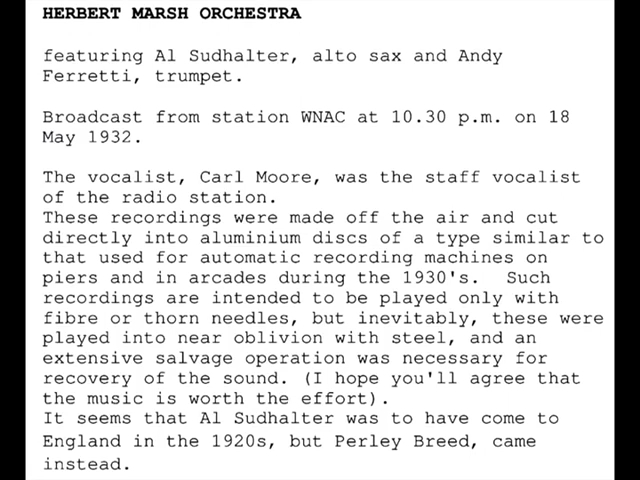 HERBERT MARSH ORCHESTRA
featuring Al Sudhalter, alto sax and Andy
Ferretti, trumpet.
Broadcast from station WNAC at 10.30 p.m. on 18
May 1932.
The vocalist, Carl Moore, was the staff vocalist
of the radio station.
These recordings were made off the air and cut
directly into aluminium discs of a type similar to
that used for automatic recording machines on
piers and in arcades during the 1930's.  Such
recordings are intended to be played only with
fibre or thorn needles, but inevitably, these were
played into near oblivion with steel, and an
extensive salvage operation was necessary for
recovery of the sound. (I hope you'll agree that
the music is worth the effort).
It seems that Al Sudhalter was to have come to
England in the 1920s, but Perley Breed, came
instead.